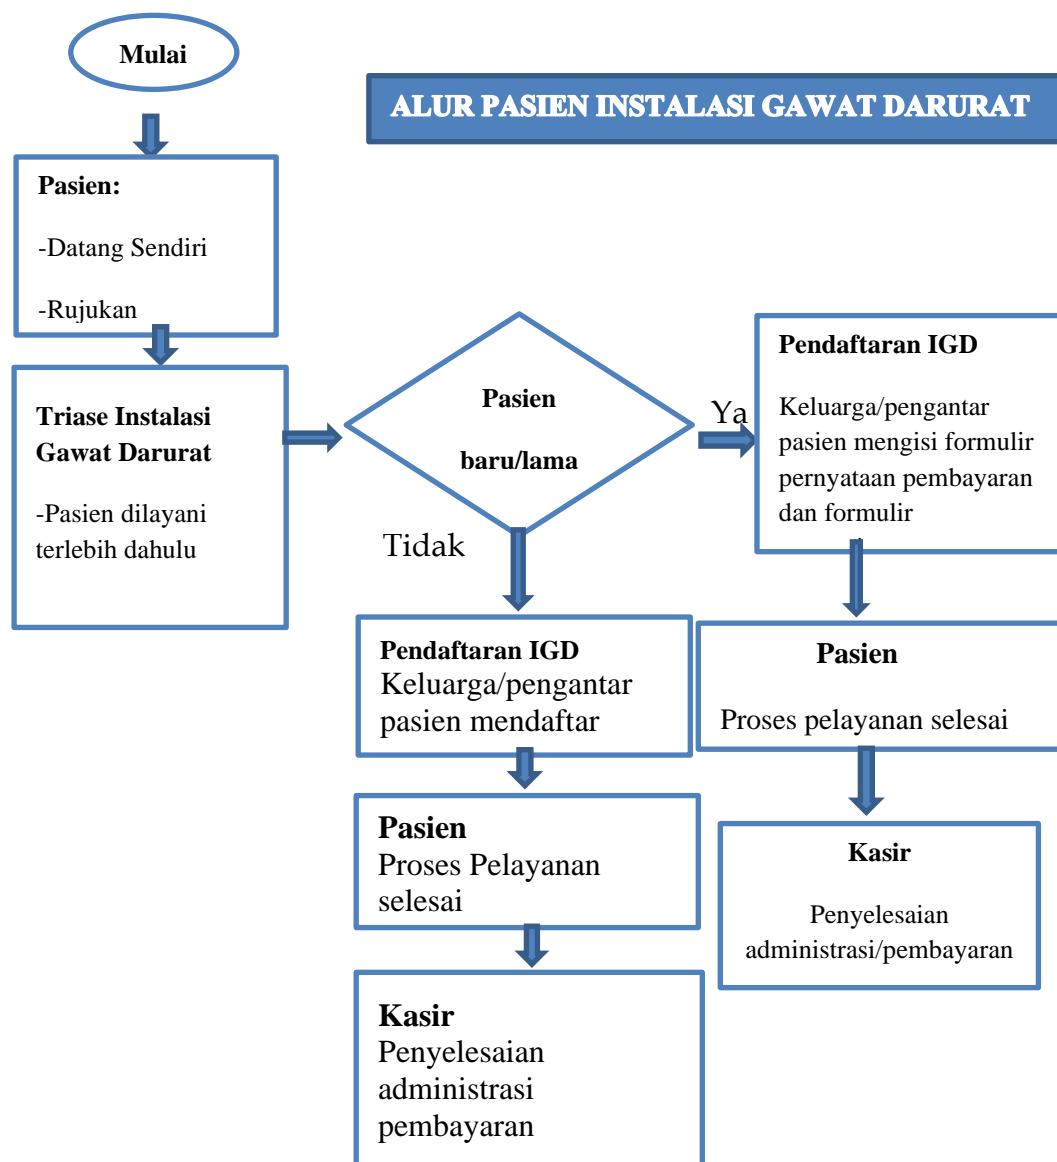 Mulai
ALUR PASIEN INSTALASI GAWAT DARURAT
Pasien:
-Datang Sendiri
-Rujukan
Triase Instalasi
Gawat Darurat
-Pasien dilayani
terlebih dahulu
Pasien
baru/lama
Ya
Tidak
Pendaftaran IGD
Keluarga/pengantar
pasien mengisi formulir
pernyataan pembayaran
dan formulir
Pasien
Proses pelayanan selesai
Kasir
Penyelesaian
administrasi/pembayaran
Pendaftaran IGD
Keluarga/pengantar
pasien mendaftar
Pasien
Proses Pelayanan
selesai
Kasir
Penyelesaian
administrasi
pembayaran